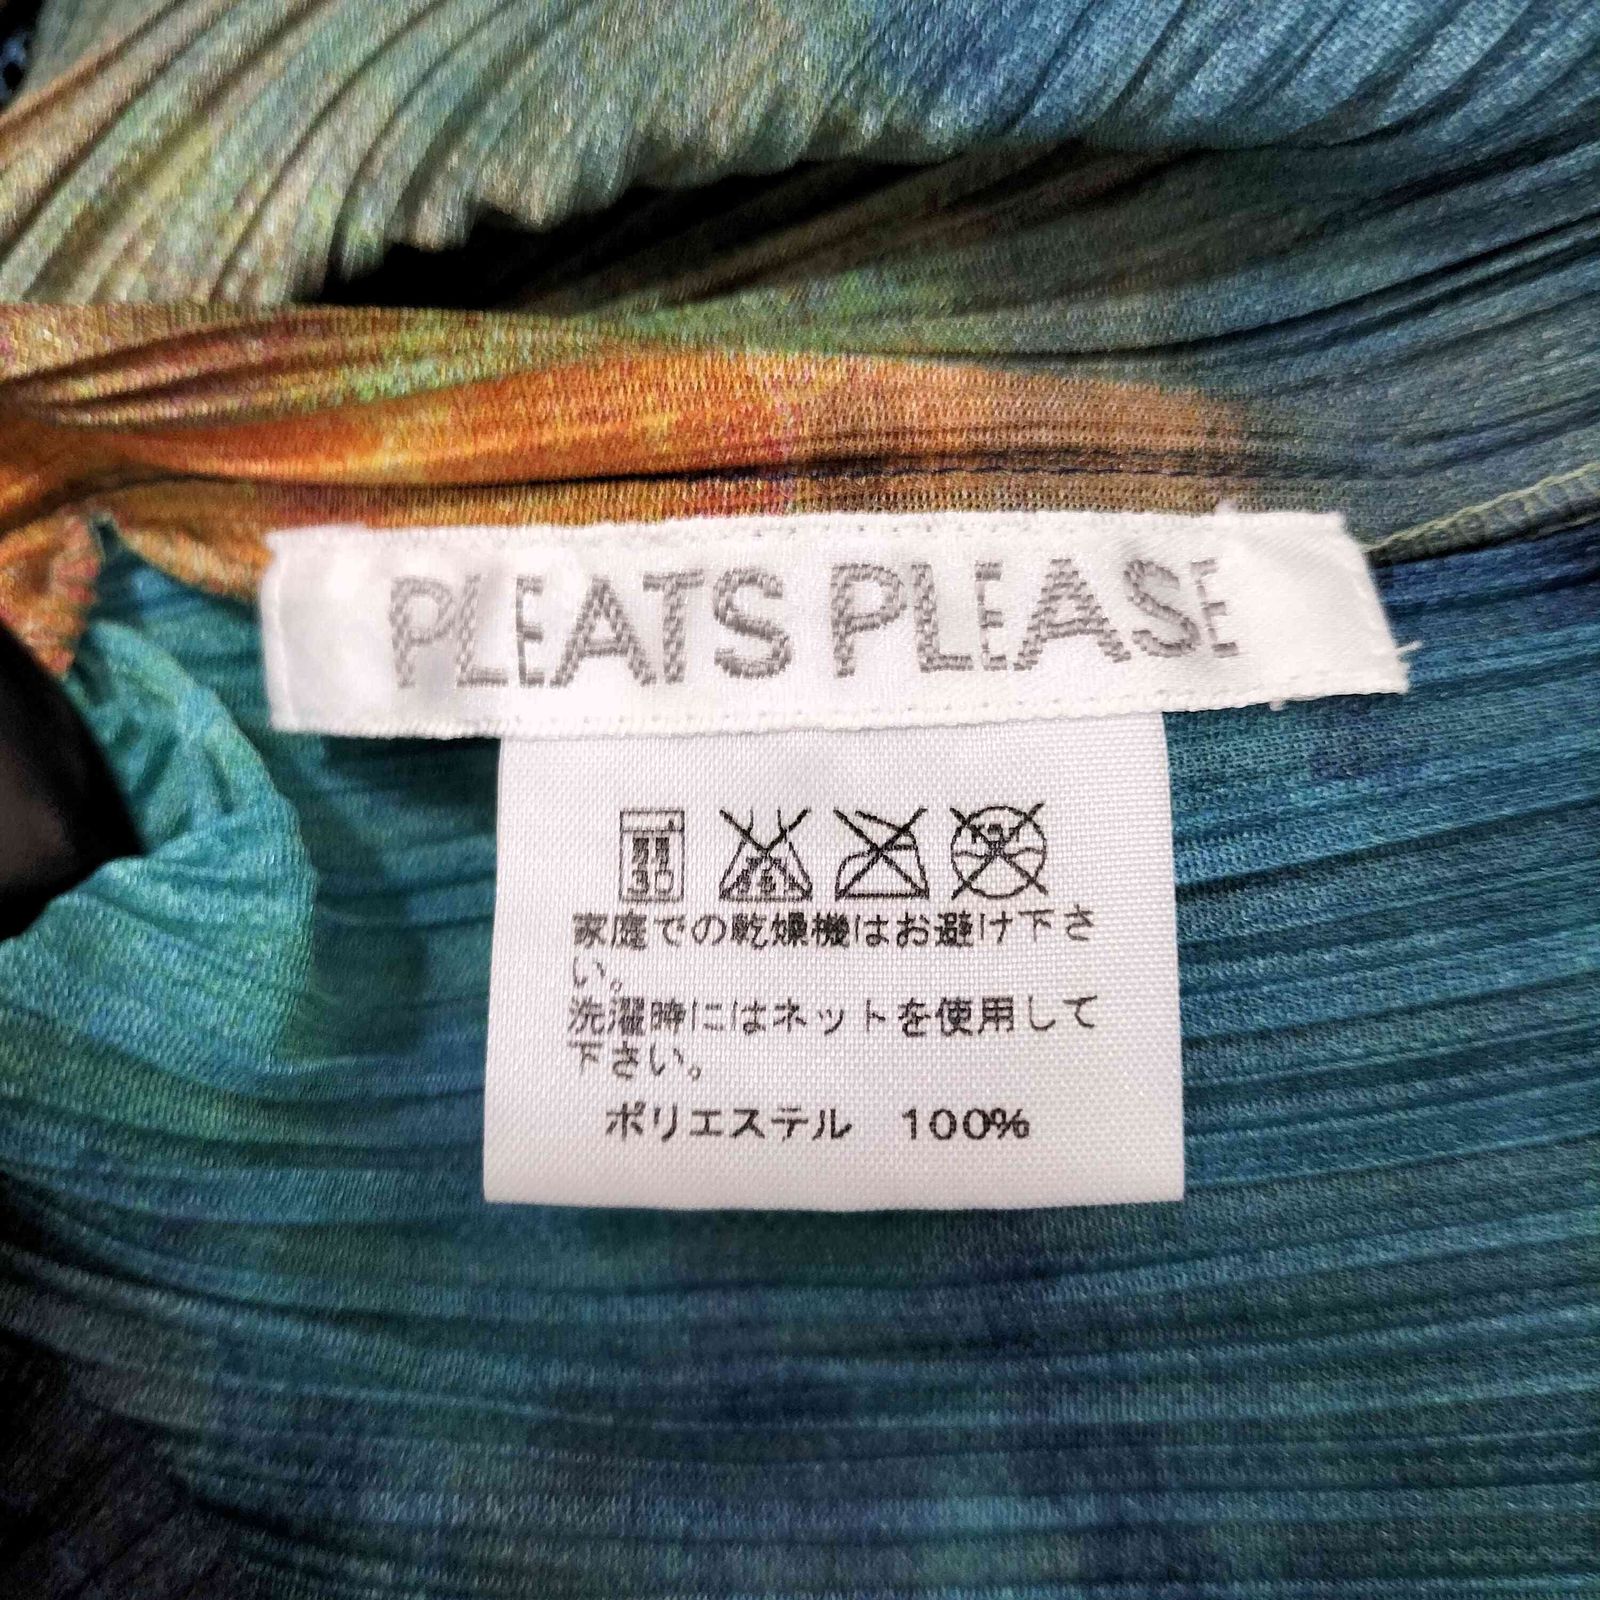 PLEATS PLEASE
30
家庭での乾燥機はお避け下さ
い。
洗濯時にはネットを使用して
下さい。
ポリエステル 100%